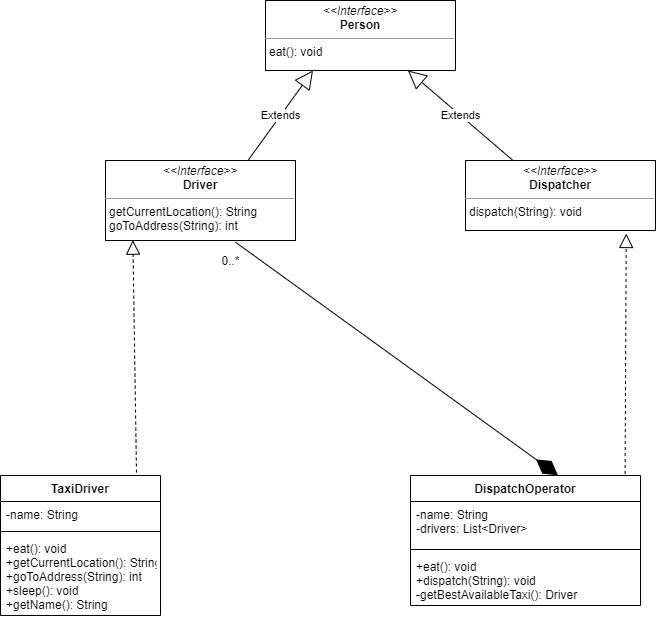 <<Interface>>
Person
eat(): void
Extends
Extends
<<Interface>>
Driver
getCurrentLocation(): String
goToAddress(String): int
<<Interface>>
Dispatcher
dispatch(String): void
0..*
TaxiDriver
-name: String
+eat(): void
+getCurrentLocation(): String
+goToAddress(String): int
+sleep(): void
+getName(): String
DispatchOperator
-name: String
-drivers: List<Driver>
+eat(): void
+dispatch(String): void
-getBestAvailableTaxi(): Driver